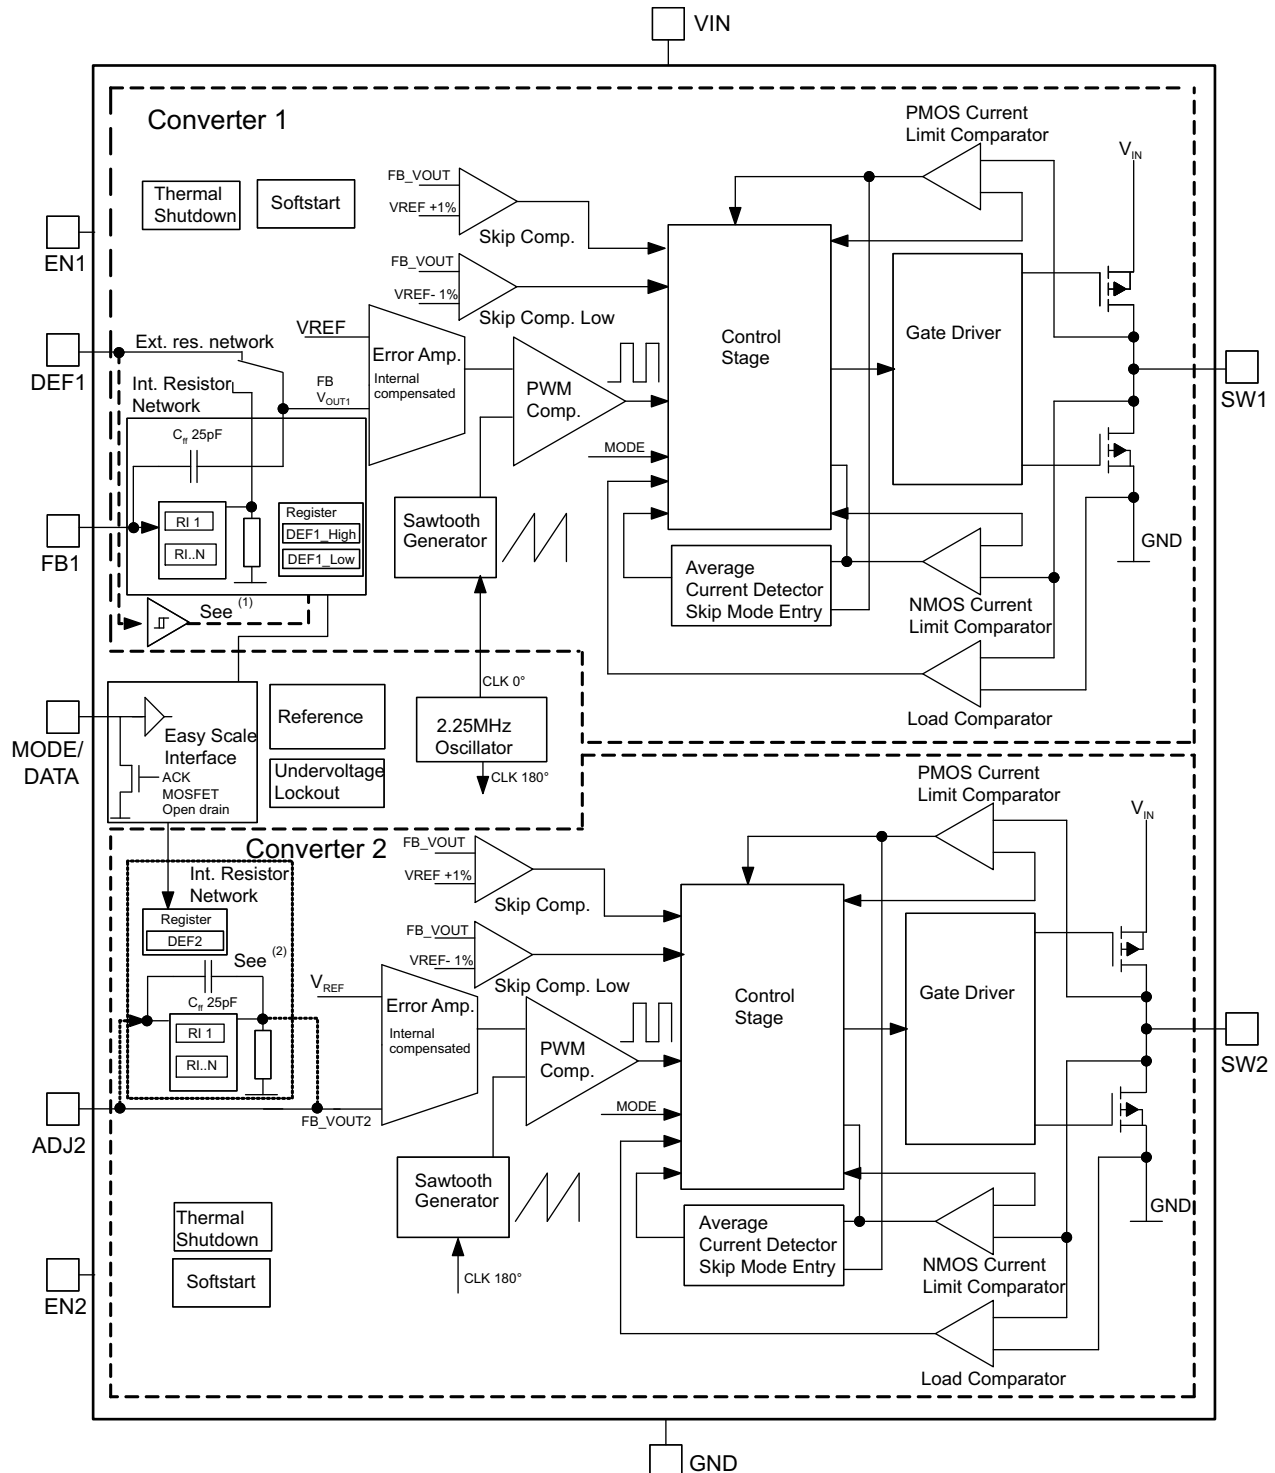 VIN
Converter 1
PMOS Current
Limit Comparator
VIN
Thermal
Shutdown
Softstart
FB_VOUT
VREF +1%
Skip Comp.
EN1
FB_VOUT
VREF- 1%
Skip Comp. Low
Control
Stage
Gate Driver
VREF
Ext. res. network
DEF1
Error Amp.
Internal
compensated
Int. Resistor
Network
FB
VOUT1
PWM
Comp.
SW1
Cff 25pF
MODE
RI 1
RI..N
Register
DEF1_High
DEF1_Low
FB1
Sawtooth
Generator
GND
Average
Current Detector
Skip Mode Entry
NMOS Current
Limit Comparator
See (1)
CLK 0°
Load Comparator
MODE/
DATA
Easy Scale
Interface
ACK
MOSFET
Open drain
Reference
2.25MHz
Oscillator
Undervoltage
Lockout
CLK 180°
PMOS Current
Limit Comparator
VIN
Converter 2
FB_VOUT
VREF +1%
Skip Comp.
Int. Resistor
Network
Register
DEF2
FB_VOUT
VREF- 1%
Skip Comp. Low
See (2)
Cff 25pF
VREF
Error Amp.
Internal
compensated
Control
Stage
Gate Driver
RI 1
RI..N
PWM
Comp.
SW2
MODE
FB_VOUT2
ADJ2
Sawtooth
Generator
GND
Thermal
Shutdown
Average
Current Detector
Skip Mode Entry
NMOS Current
Limit Comparator
Softstart
CLK 180°
EN2
Load Comparator
GND